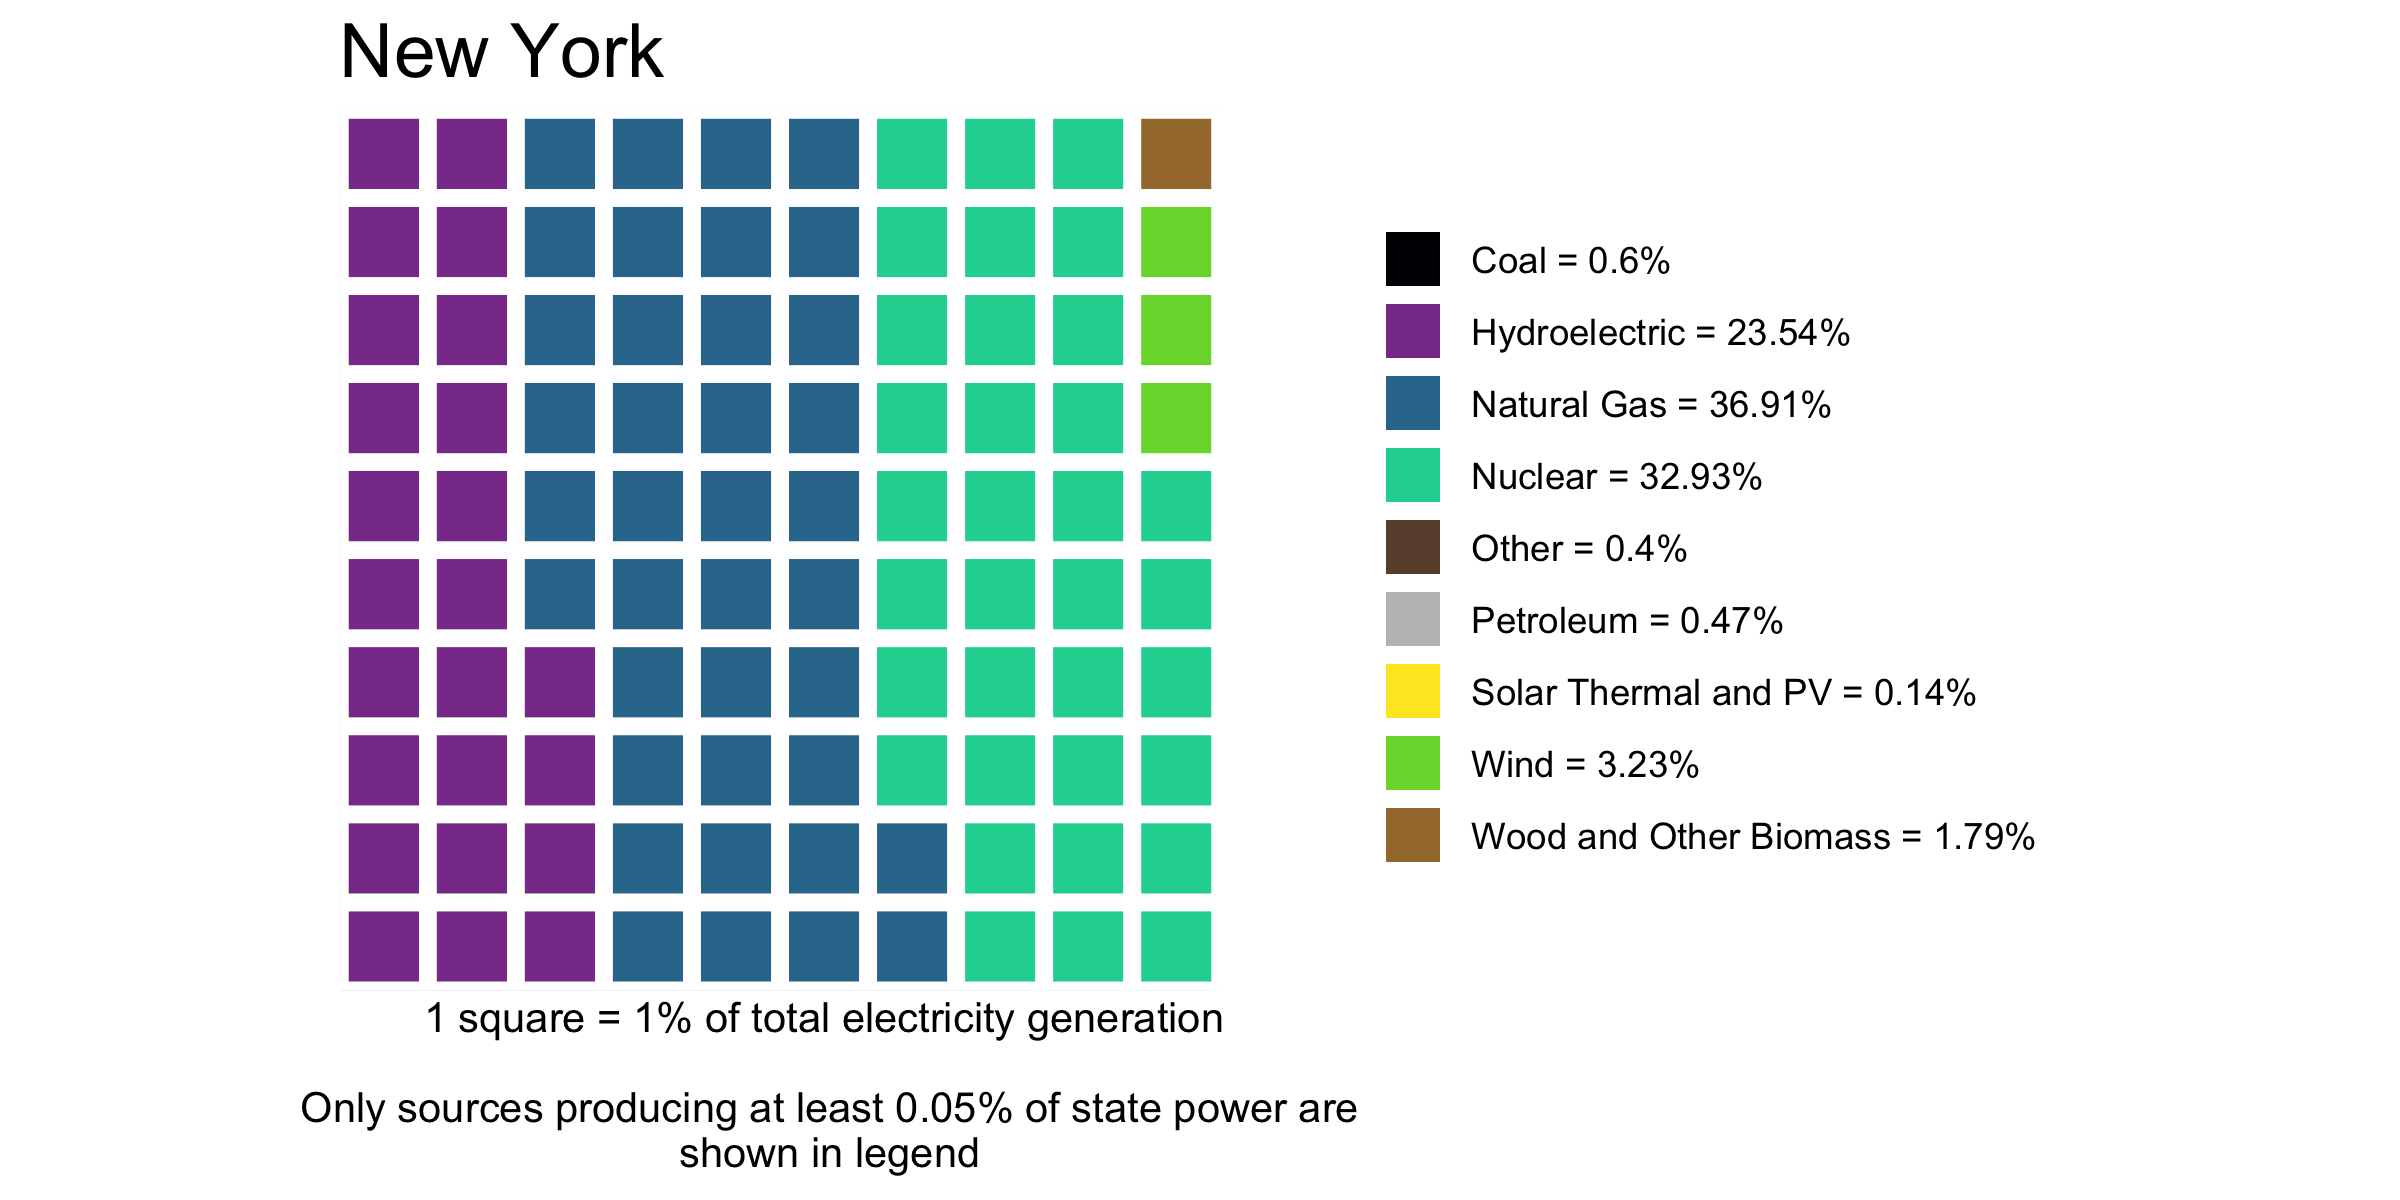 New York
Coal = 0.6%
Hydroelectric = 23.54%
Natural Gas = 36.91%
Nuclear = 32.93%
Other = 0.4%
Petroleum = 0.47%
Solar Thermal and PV = 0.14%
Wind = 3.23%
Wood and Other Biomass = 1.79%
1 square = 1% of total electricity generation
Only sources producing at least 0.05% of state power are
shown in legend